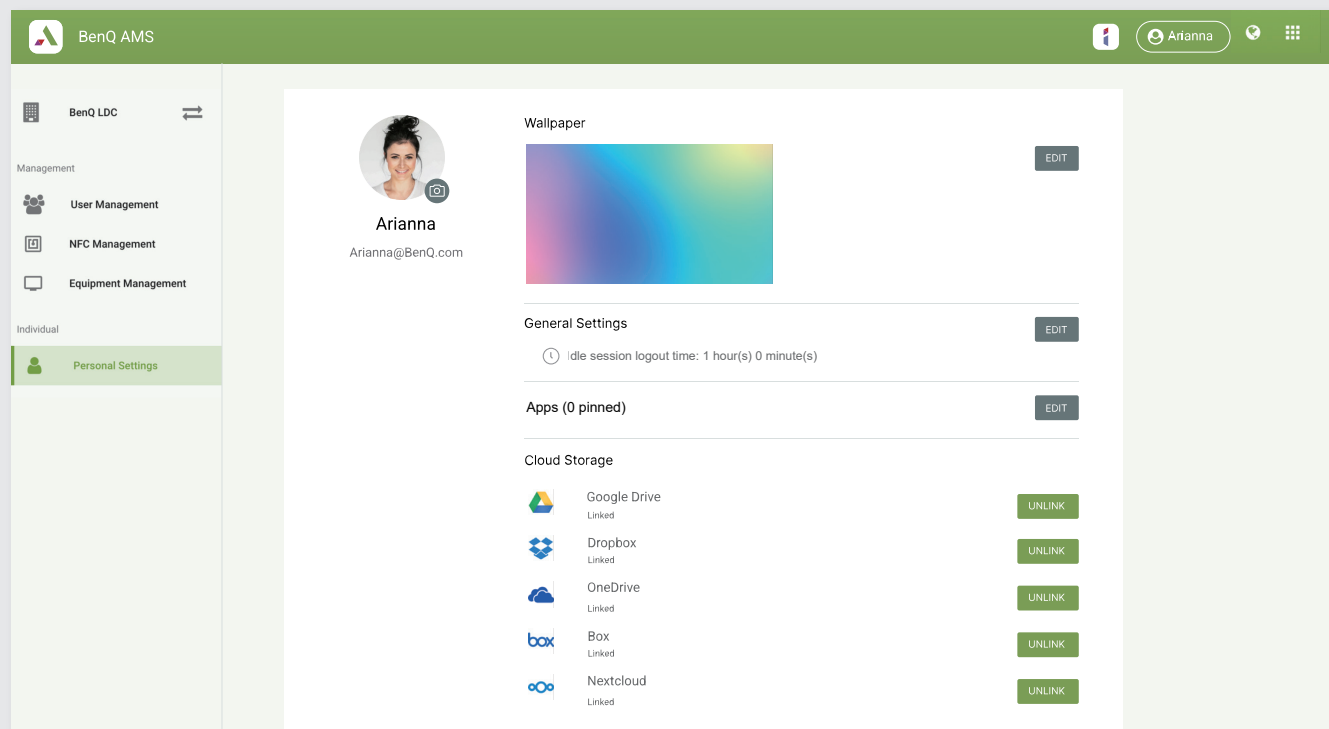 BenQ AMS
Arianna
BenQ LDC
Management
User Management
NFC Management
Equipment Management
Individual
Personal Settings
Arianna
Arianna@BenQ.com
Wallpaper
EDIT
General Settings
EDIT
Idle session logout time: 1 hour(s) 0 minute(s)
Apps (0 pinned)
EDIT
Cloud Storage
Google Drive
Linked
UNLINK
Dropbox
Linked
UNLINK
OneDrive
Linked
UNLINK
box
Box
Linked
UNLINK
Nextcloud
Linked
UNLINK